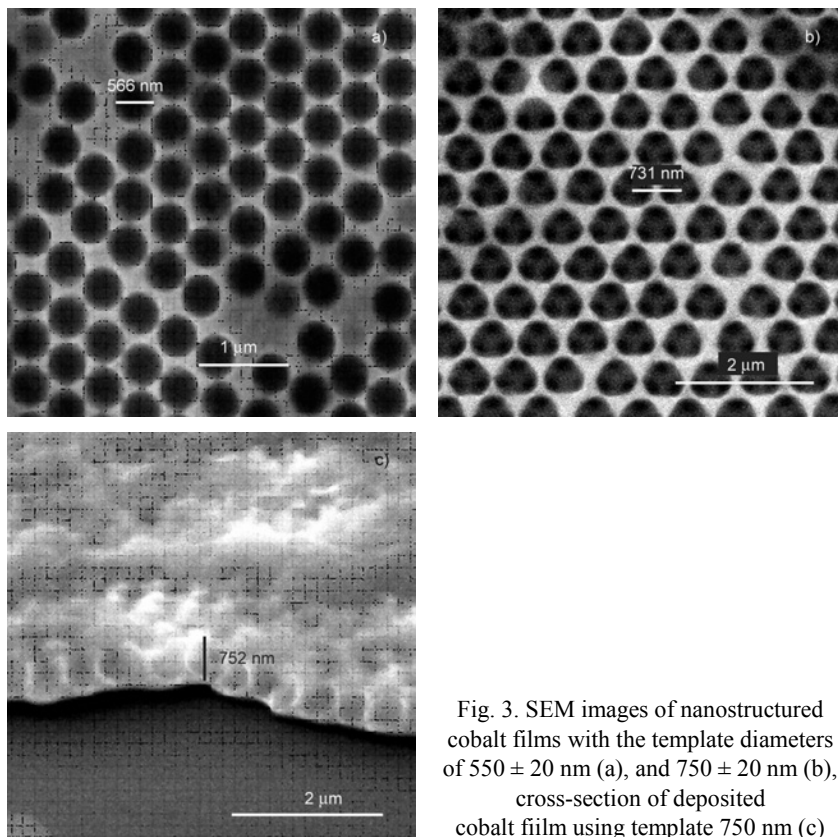 a)
566 nm
1 µm
b)
731 nm
2 µm
c)
752 nm
2 µm
Fig. 3. SEM images of nanostructured
cobalt films with the template diameters
of 550 ± 20 nm (a), and 750 ± 20 nm (b),
cross-section of deposited
cobalt fiilm using template 750 nm (c)